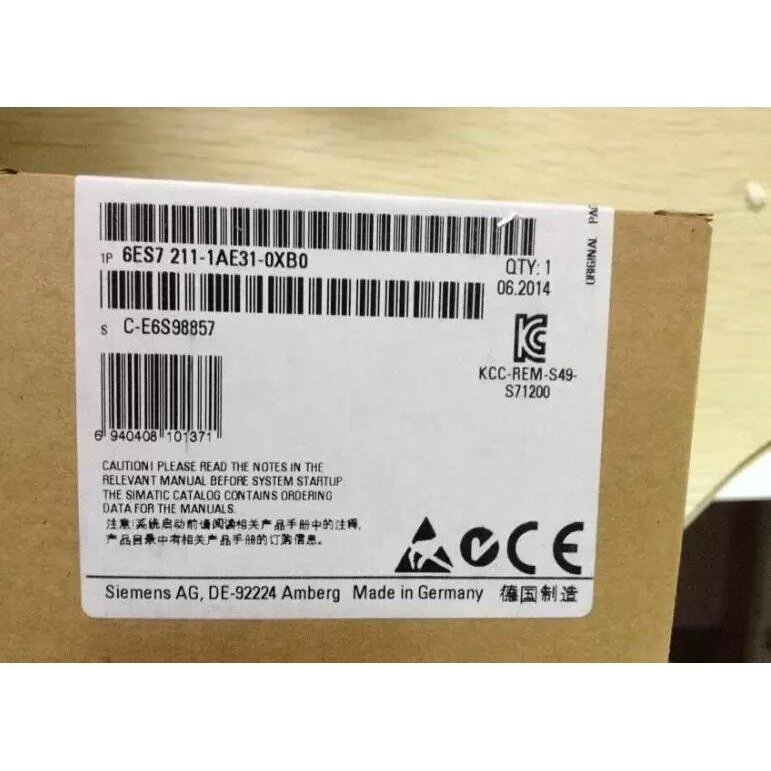 1P 6ES7 211-1AE31-0XB0
QTY: 1
06.2014
ORIGINAL
S C-E6S98857
KC
KCC-REM-S49-
S71200
6 940408 101371
CAUTION! PLEASE READ THE NOTES IN THE
RELEVANT MANUAL BEFORE SYSTEM STARTUP.
THE SIMATIC CATALOG CONTAINS ORDERING
DATA FOR THE MANUALS.
注意!系统启动前请阅读相关产品手册中的注释,
产品目录中有相关产品手册的订购信息.
CE
Siemens AG, DE-92224 Amberg Made in Germany 德国制造